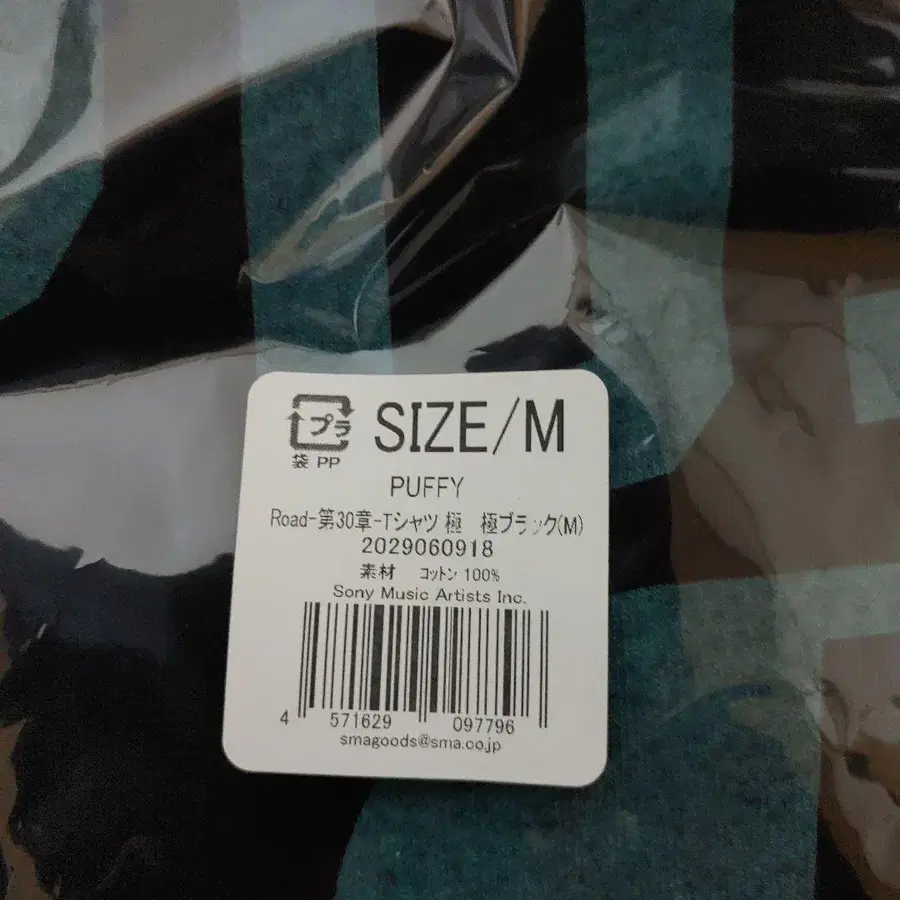 プラ
袋 PP
SIZE/M
PUFFY
Road-第30章-Tシャツ 極　極ブラック(M)
2029060918
素材　コットン 100%
Sony Music Artists Inc.
4 571629 097796
smagoods@sma.co.jp